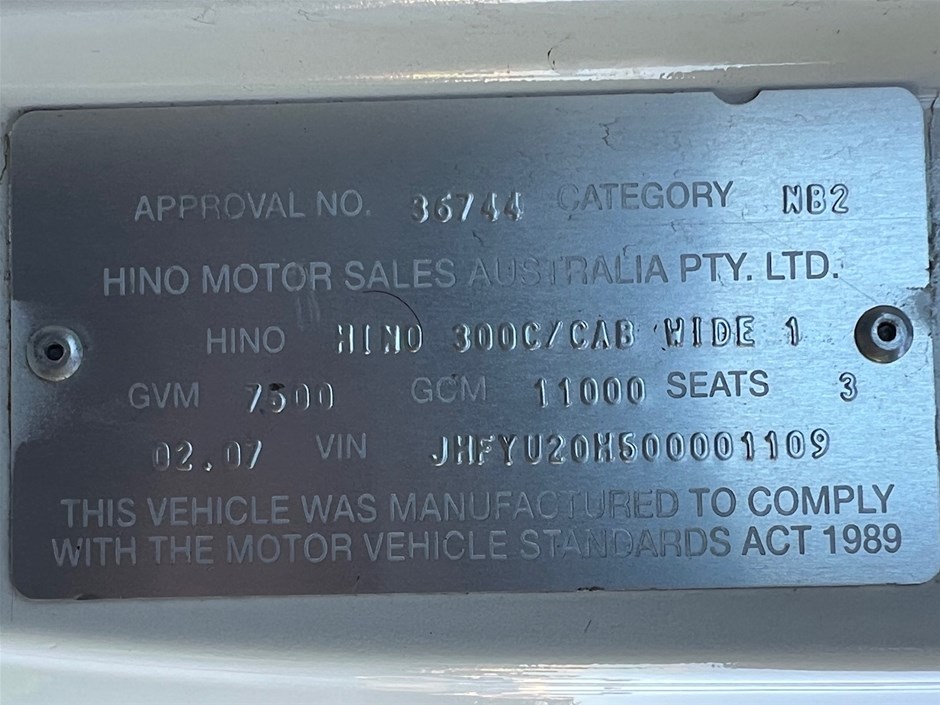 APPROVAL NO. 36744 CATEGORY NB2
HINO MOTOR SALES AUSTRALIA PTY. LTD.
HINO HINO 300C/CAB WIDE 1
GVM 7500 GCM 11000 SEATS 3
02.07 VIN JHFYU20H500001109
THIS VEHICLE WAS MANUFACTURED TO COMPLY
WITH THE MOTOR VEHICLE STANDARDS ACT 1989